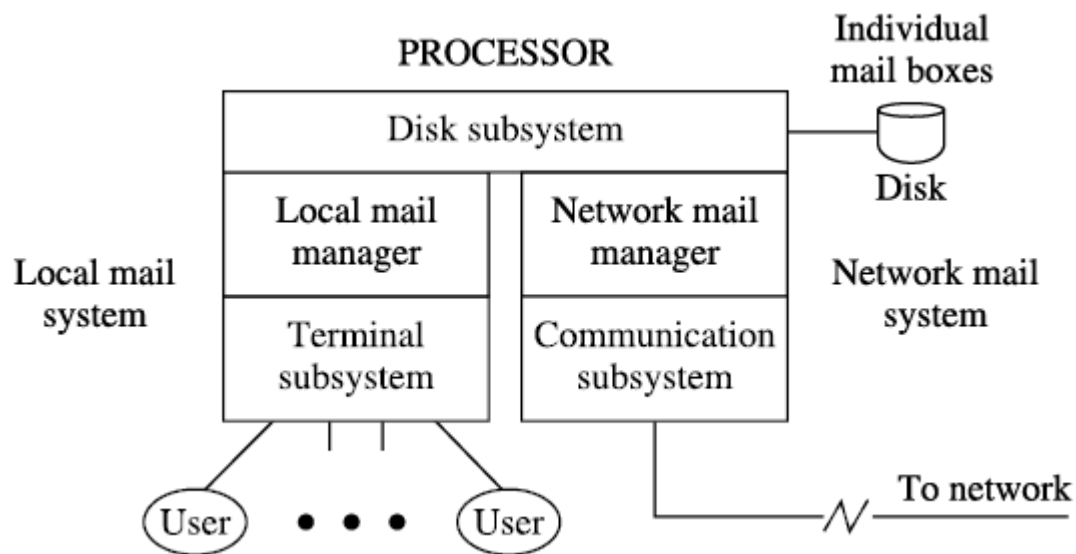 PROCESSOR
Individual
mail boxes
Disk subsystem
Disk
Local mail
manager
Network mail
manager
Local mail
system
Network mail
system
Terminal
subsystem
Communication
subsystem
User
User
To network